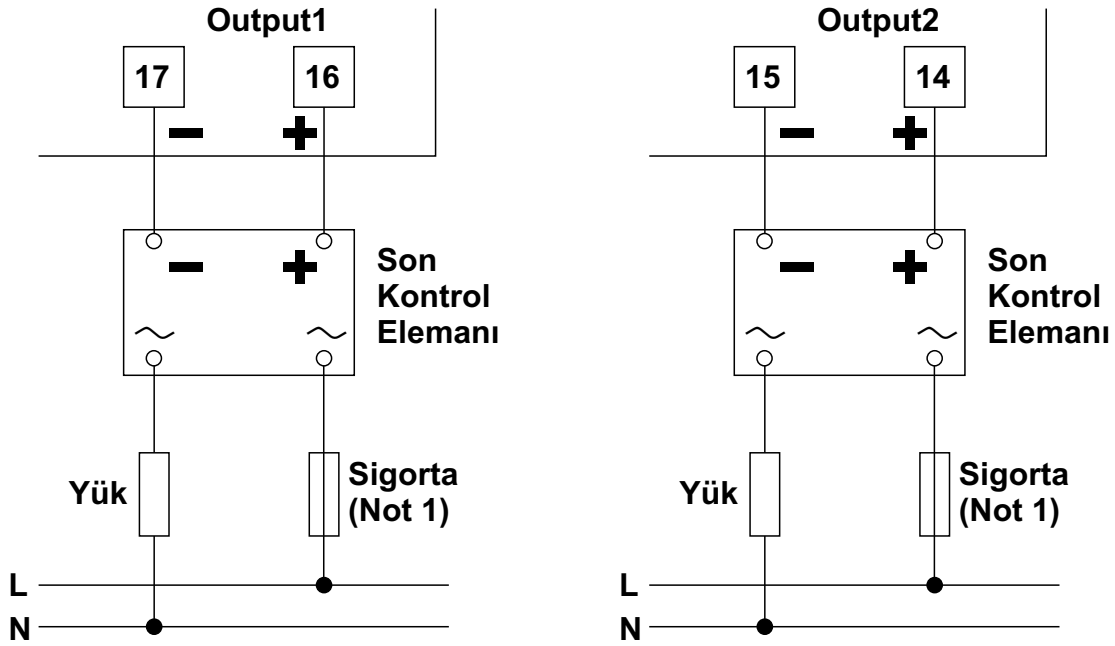 Output1
17
16
− +
− +
Son
Kontrol
Elemanı
~ ~
Yük
Sigorta
(Not 1)
L
N
Output2
15
14
− +
− +
Son
Kontrol
Elemanı
~ ~
Yük
Sigorta
(Not 1)
L
N